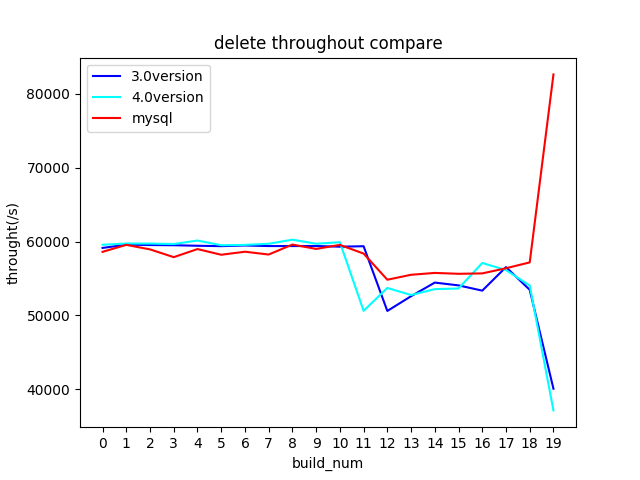 delete throughout compare
3.0version
4.0version
mysql
throught(/s)
80000
70000
60000
50000
40000
0 1 2 3 4 5 6 7 8 9 10 11 12 13 14 15 16 17 18 19
build_num